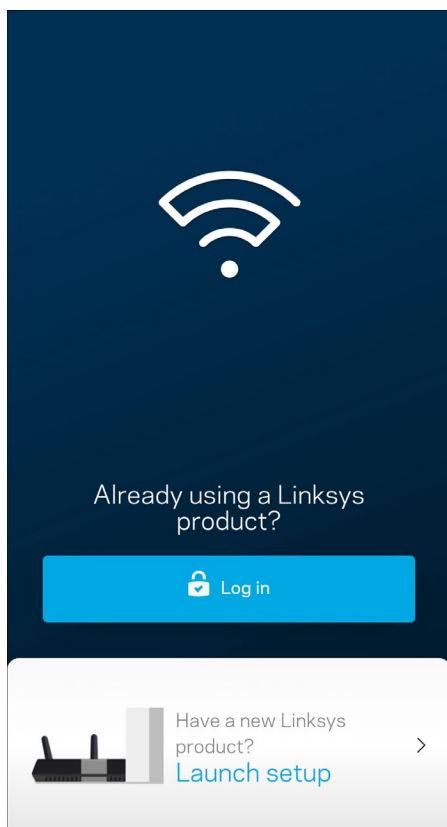 Already using a Linksys
product?
Log in
Have a new Linksys
product?
Launch setup